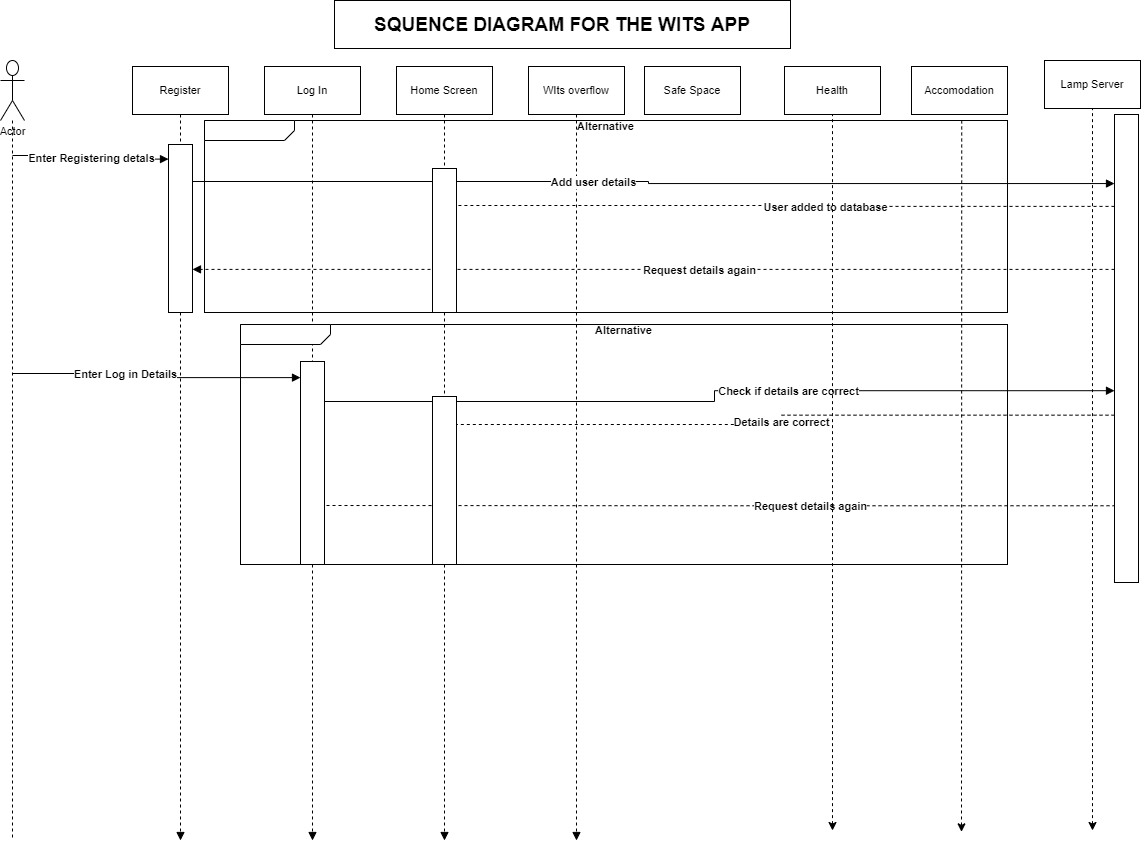 SQUENCE DIAGRAM FOR THE WITS APP
Register
Log In
Home Screen
WIts overflow
Safe Space
Health
Accomodation
Lamp Server
Actor
Alternative
Enter Registering detals
Add user details
User added to database
Request details again
Alternative
Enter Log in Details
Check if details are correct
Details are correct
Request details again